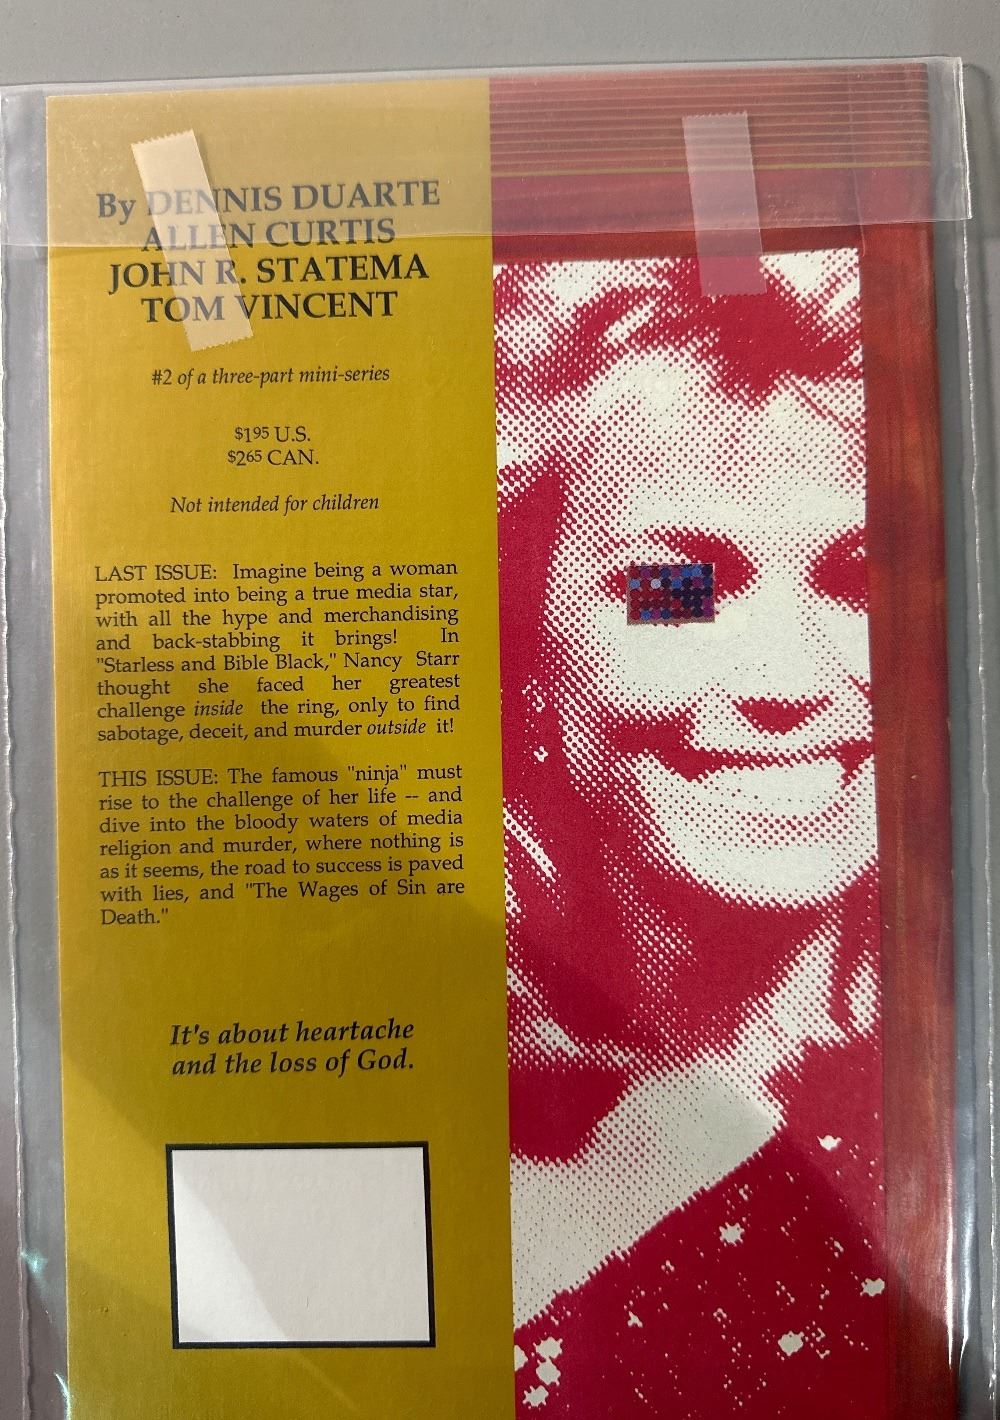 By DENNIS DUARTE
ALLEN CURTIS
JOHN R. STATEMA
TOM VINCENT
#2 of a three-part mini-series
$195 U.S.
$265 CAN.
Not intended for children
LAST ISSUE: Imagine being a woman
promoted into being a true media star,
with all the hype and merchandising
and back-stabbing it brings! In
"Starless and Bible Black," Nancy Starr
thought she faced her greatest
challenge inside the ring, only to find
sabotage, deceit, and murder outside it!
THIS ISSUE: The famous "ninja" must
rise to the challenge of her life -- and
dive into the bloody waters of media
religion and murder, where nothing is
as it seems, the road to success is paved
with lies, and "The Wages of Sin are
Death."
It's about heartache
and the loss of God.